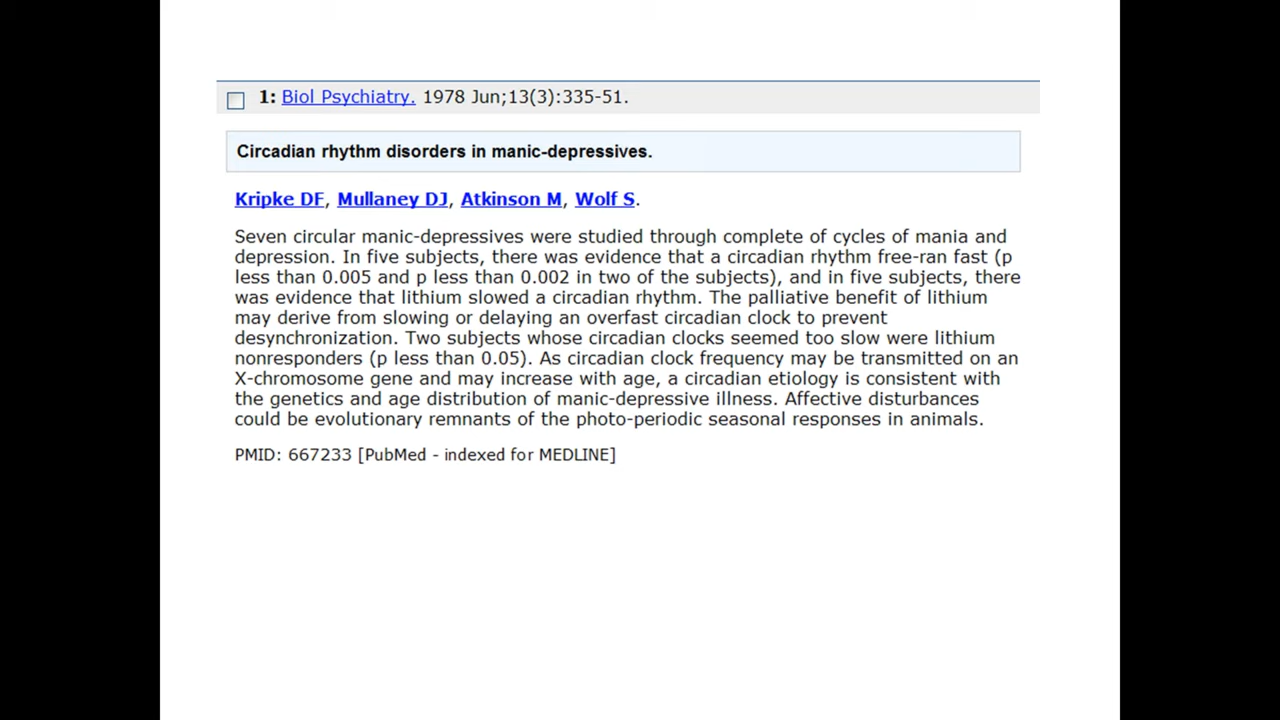 1: Biol Psychiatry. 1978 Jun;13(3):335-51.
Circadian rhythm disorders in manic-depressives.
Kripke DF, Mullaney DJ, Atkinson M, Wolf S.
Seven circular manic-depressives were studied through complete of cycles of mania and
depression. In five subjects, there was evidence that a circadian rhythm free-ran fast (p
less than 0.005 and p less than 0.002 in two of the subjects), and in five subjects, there
was evidence that lithium slowed a circadian rhythm. The palliative benefit of lithium
may derive from slowing or delaying an overfast circadian clock to prevent
desynchronization. Two subjects whose circadian clocks seemed too slow were lithium
nonresponders (p less than 0.05). As circadian clock frequency may be transmitted on an
X-chromosome gene and may increase with age, a circadian etiology is consistent with
the genetics and age distribution of manic-depressive illness. Affective disturbances
could be evolutionary remnants of the photo-periodic seasonal responses in animals.
PMID: 667233 [PubMed - indexed for MEDLINE]